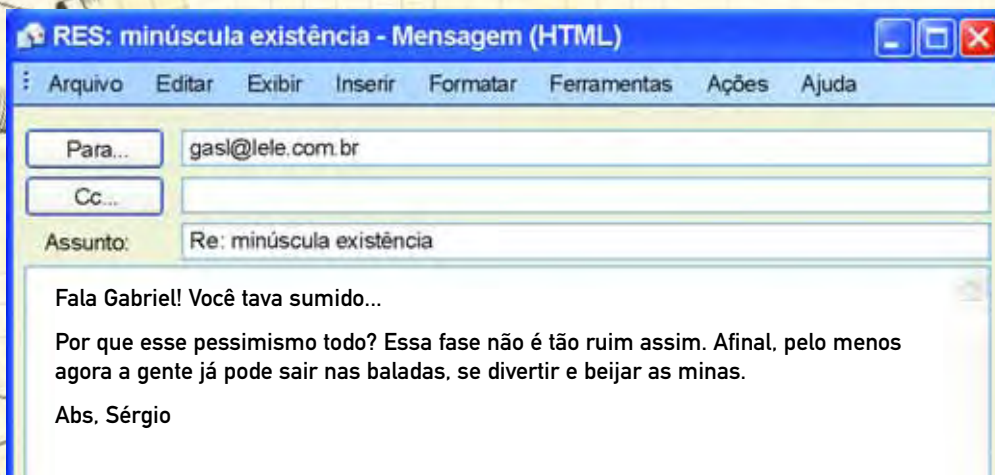 RES: minúscula existência - Mensagem (HTML)
Arquivo Editar Exibir Inserir Formatar Ferramentas Ações Ajuda
Para... gasl@lele.com.br
Cc...
Assunto: Re: minúscula existência
Fala Gabriel! Você tava sumido...
Por que esse pessimismo todo? Essa fase não é tão ruim assim. Afinal, pelo menos
agora a gente já pode sair nas baladas, se divertir e beijar as minas.
Abs, Sérgio